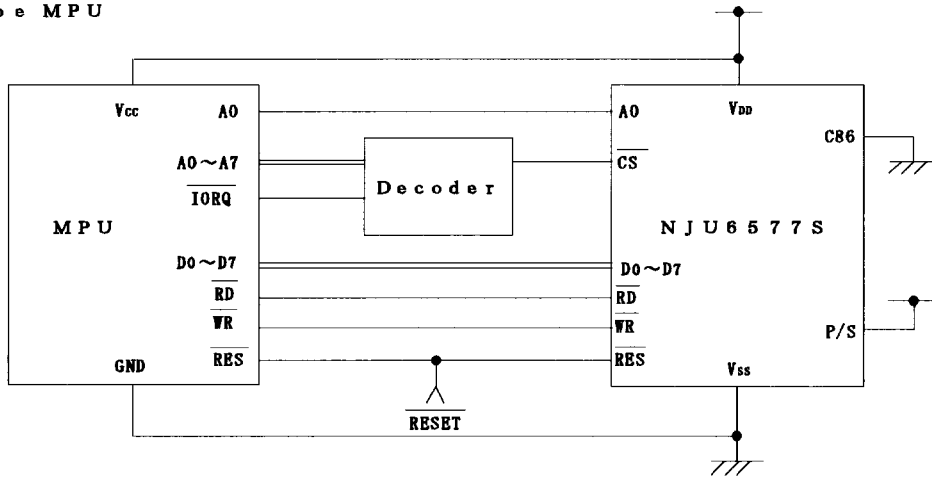 pe MPU
Vcc
A0
A0~A7
IORQ
MPU
D0~D7
RD
WR
RES
GND
Decoder
RESET
A0
VDD
C86
CS
NJU6577S
D0~D7
RD
WR
P/S
RES
Vss